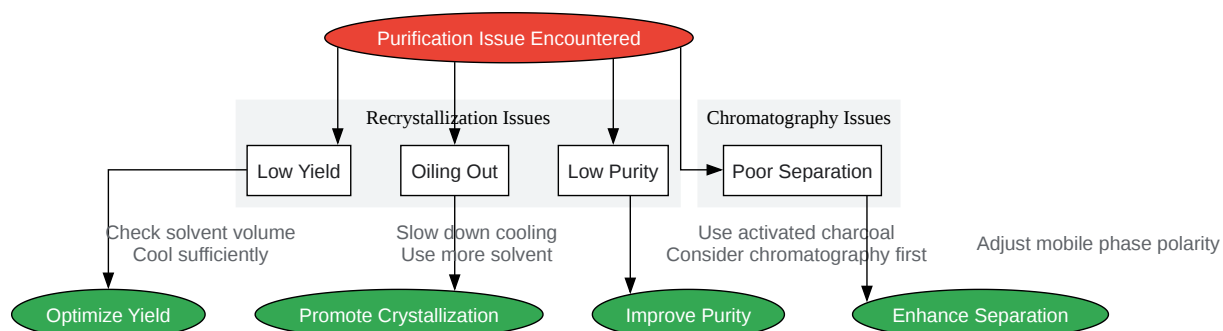 Purification Issue Encountered
Recrystallization Issues
Chromatography Issues
Low Yield
Oiling Out
Low Purity
Poor Separation
Check solvent volume
Cool sufficiently
Slow down cooling
Use more solvent
Use activated charcoal
Consider chromatography first
Adjust mobile phase polarity
Optimize Yield
Promote Crystallization
Improve Purity
Enhance Separation